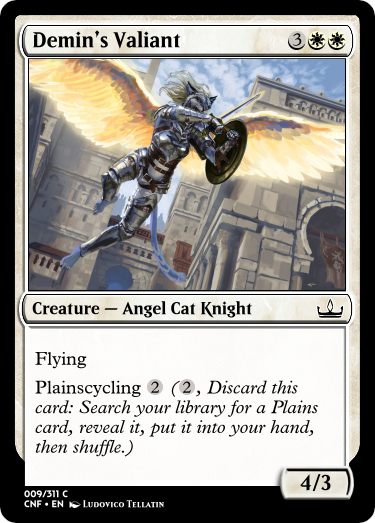 Demin's Valiant 3
Creature — Angel Cat Knight
Flying
Plainscycling 2 (2, Discard this
card: Search your library for a Plains
card, reveal it, put it into your hand,
then shuffle.)
4/3
009/311 C
CNF • EN Ludovico Tellatin